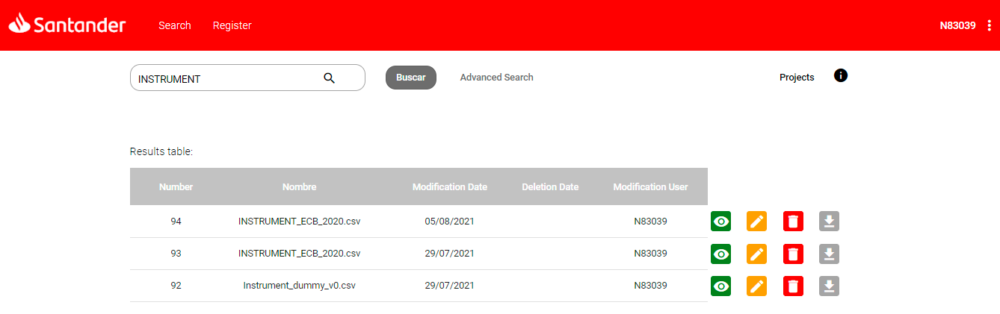 Santander Search Register N83039
INSTRUMENT Buscar Advanced Search Projects
Results table:
Number Nombre Modification Date Deletion Date Modification User
94 INSTRUMENT_ECB_2020.csv 05/08/2021 N83039
93 INSTRUMENT_ECB_2020.csv 29/07/2021 N83039
92 Instrument_dummy_v0.csv 29/07/2021 N83039